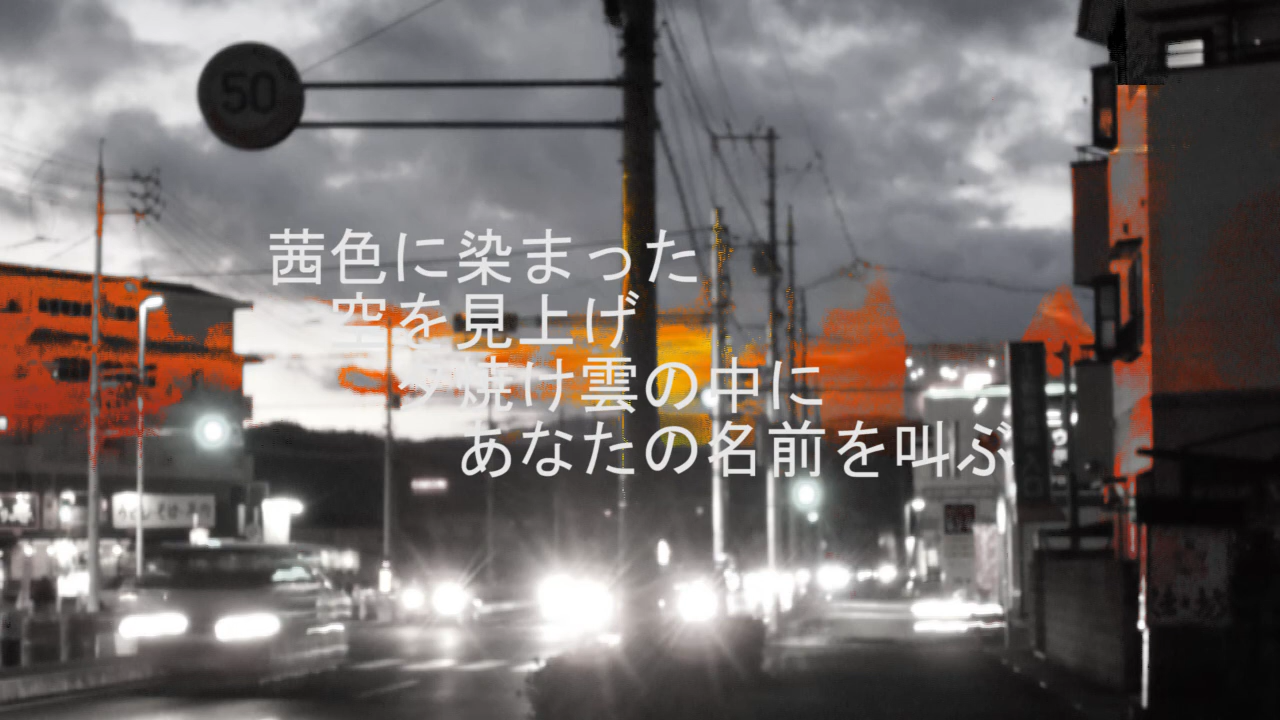 50
茜色に染まった
空を見上げ
夕焼け雲の中に
あなたの名前を叫ぶ